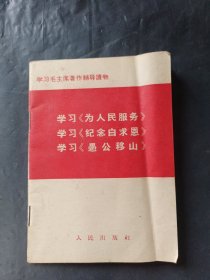 学习毛主席著作辅导读物
学习《为人民服务》
学习《纪念白求恩》
学习《愚公移山》
人民出版社